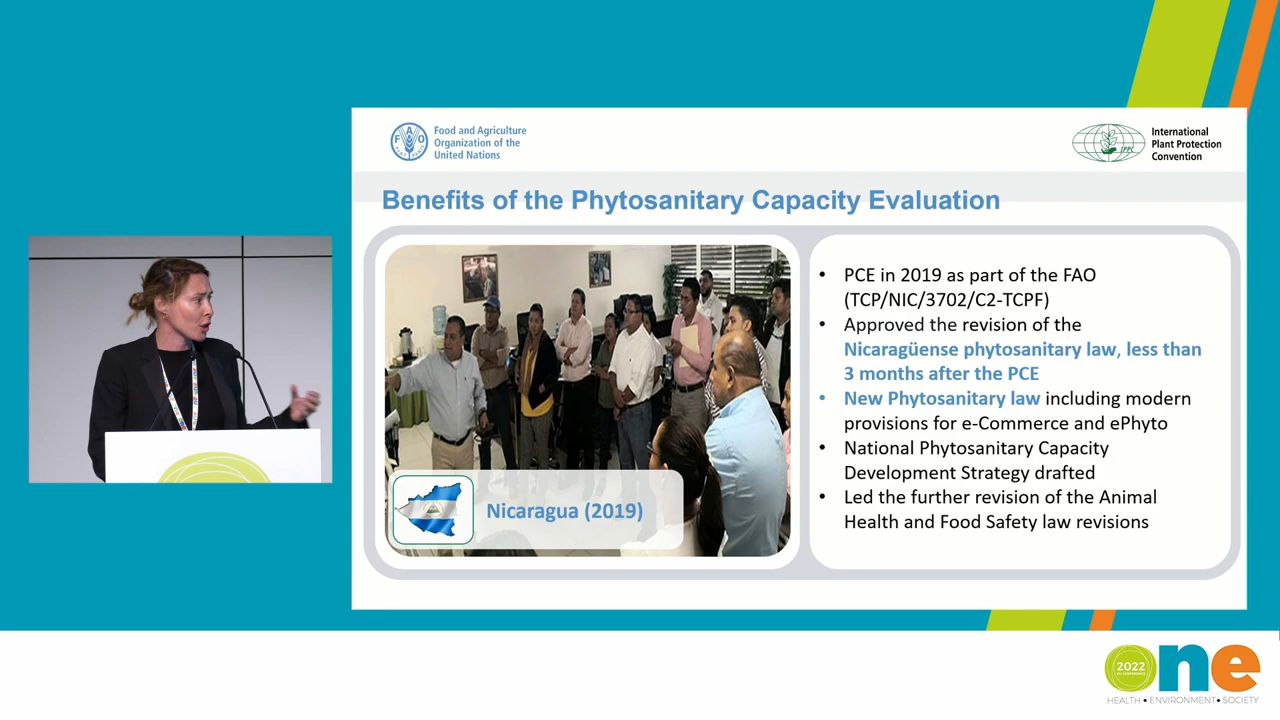 Food and Agriculture
Organization of the
United Nations
International
Plant Protection
Convention
IPPC
Benefits of the Phytosanitary Capacity Evaluation
Nicaragua (2019)
• PCE in 2019 as part of the FAO
(TCP/NIC/3702/C2-TCPF)
• Approved the revision of the
Nicaragüense phytosanitary law, less than
3 months after the PCE
• New Phytosanitary law including modern
provisions for e-Commerce and ePhyto
• National Phytosanitary Capacity
Development Strategy drafted
• Led the further revision of the Animal
Health and Food Safety law revisions
2022
one
HEALTH • ENVIRONMENT • SOCIETY